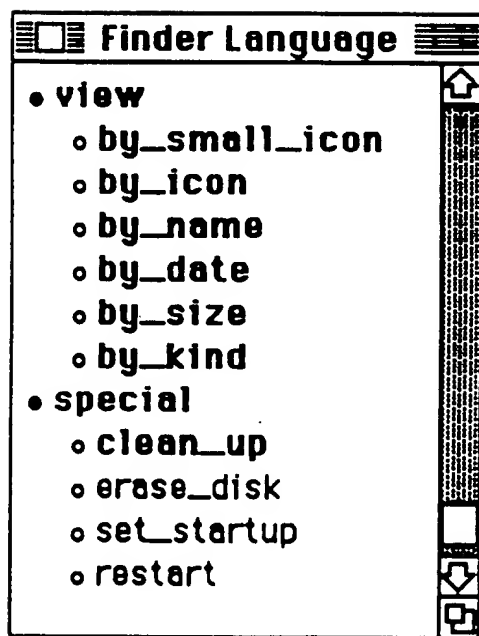 Finder Language
• view
◦ by_small_icon
◦ by_icon
◦ by_name
◦ by_date
◦ by_size
◦ by_kind
• special
◦ clean_up
◦ erase_disk
◦ set_startup
◦ restart